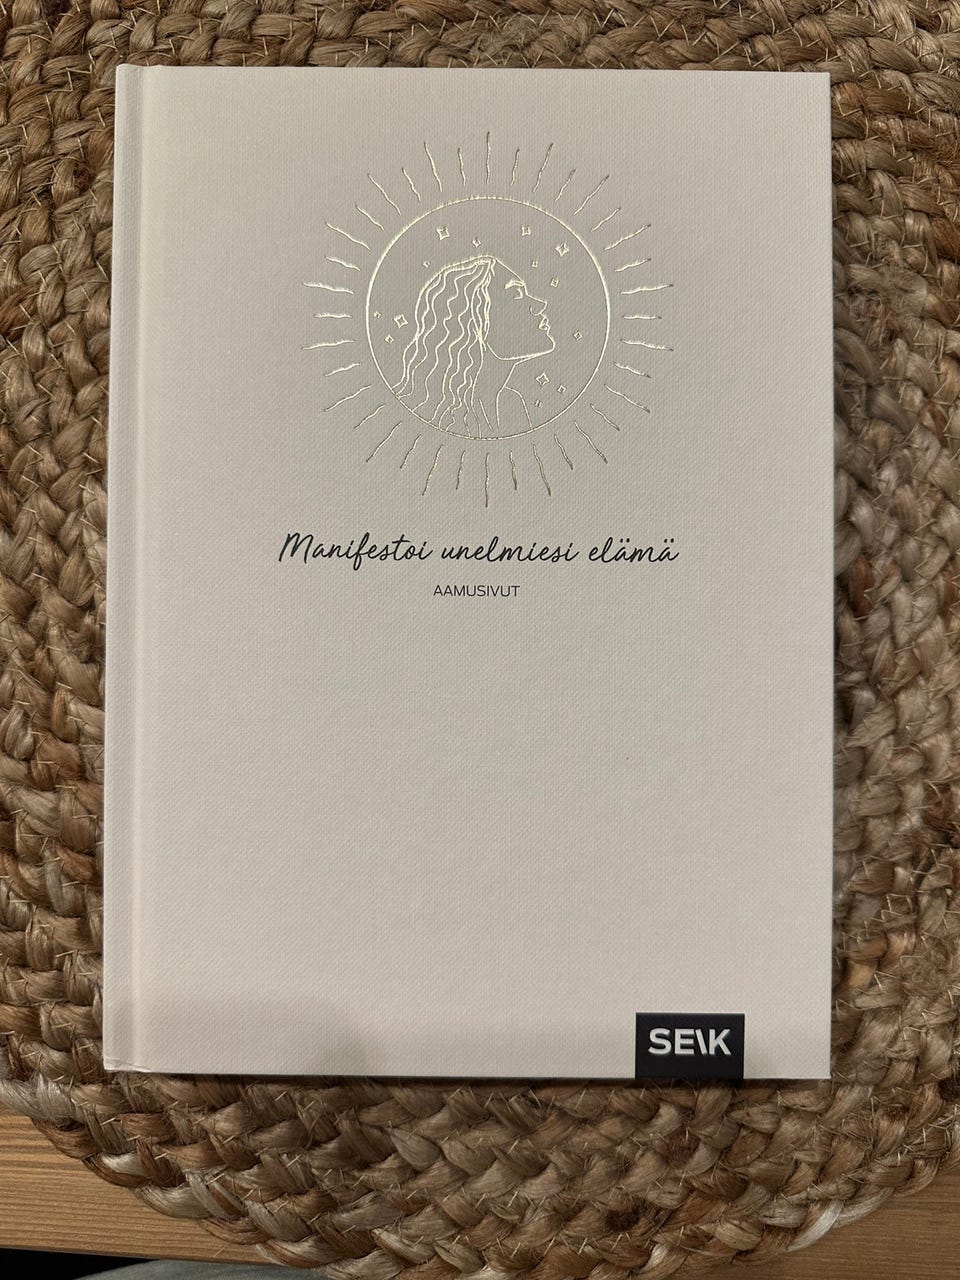 Manifestoi unelmiesi elämä
AAMUSIVUT
SE\K